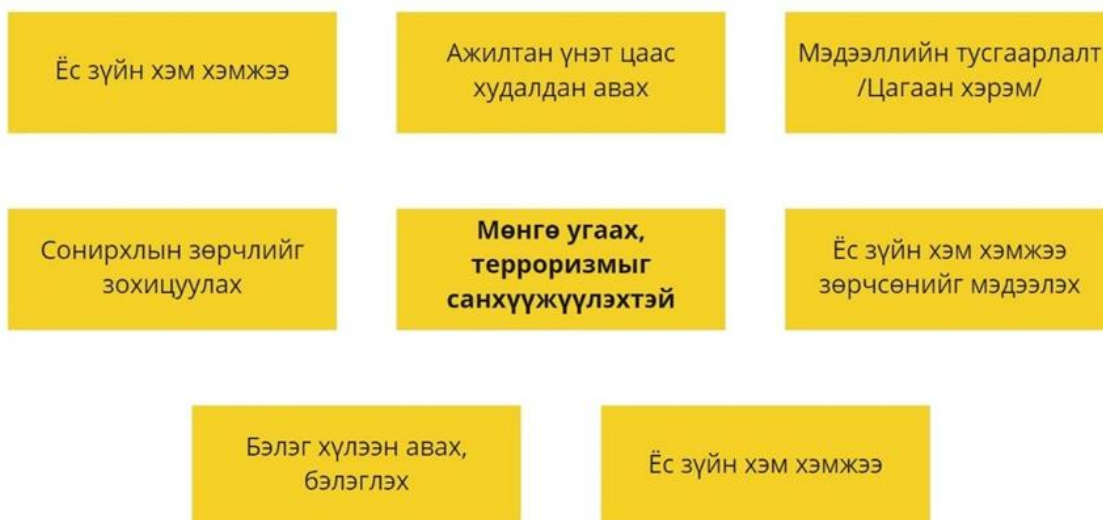 Ёс зүйн хэм хэмжээ
Ажилтан үнэт цаас
худалдан авах
Мэдээллийн тусгаарлалт
/Цагаан хэрэм/
Сонирхлын зөрчлийг
зохицуулах
Мөнгө угаах,
терроризмыг
санхүүжүүлэхтэй
Ёс зүйн хэм хэмжээ
зөрчсөнийг мэдээлэх
Бэлэг хүлээн авах,
бэлэглэх
Ёс зүйн хэм хэмжээ